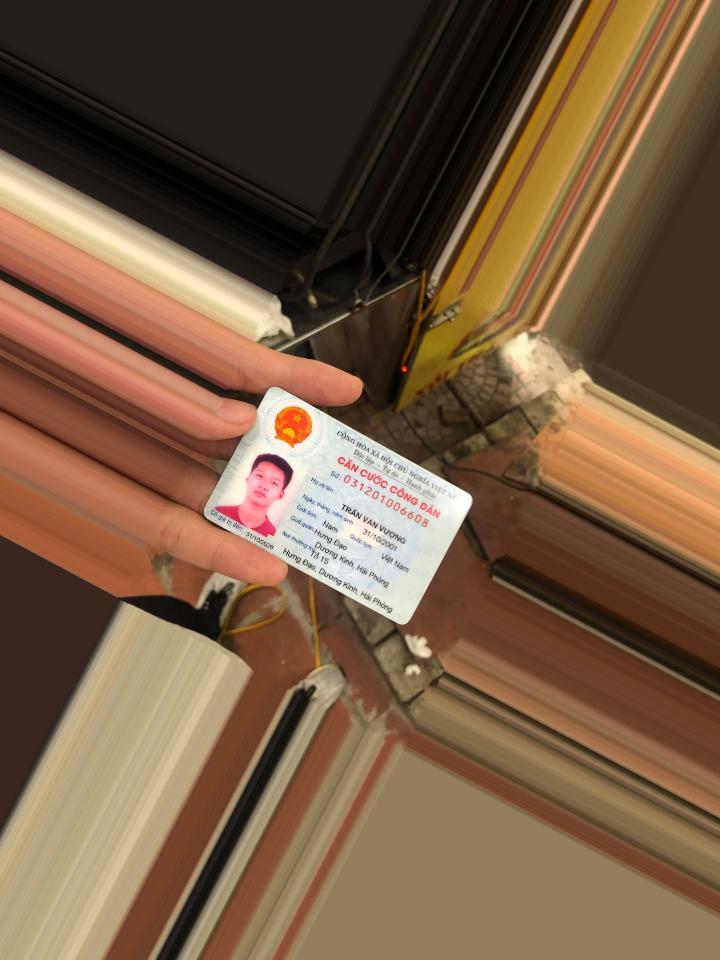 CỘNG HÒA XÃ HỘI CHỦ NGHĨA VIỆT NAM
Độc lập - Tự do - Hạnh phúc
CĂN CƯỚC CÔNG DÂN
Số: 031201006608
Họ và tên:
TRẦN VĂN VƯỢNG
Ngày, tháng, năm sinh: 31/10/2001
Giới tính: Nam Quốc tịch: Việt Nam
Quê quán: Hưng Đạo
Dương Kinh, Hải Phòng
Nơi thường trú: Tổ 15
Hưng Đạo, Dương Kinh, Hải Phòng
Có giá trị đến: 31/10/2026